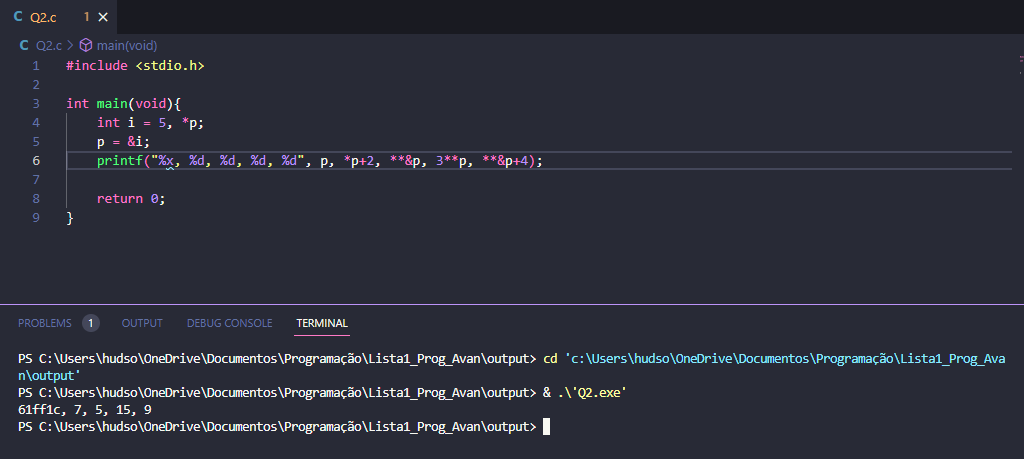 C Q2.c 1 ×
C Q2.c > main(void)
1 #include <stdio.h>
2
3 int main(void){
4 int i = 5, *p;
5 p = &i;
6 printf("%x, %d, %d, %d, %d", p, *p+2, **&p, 3**p, **&p+4);
7
8 return 0;
9 }
PROBLEMS 1 OUTPUT DEBUG CONSOLE TERMINAL
PS C:\Users\hudso\OneDrive\Documentos\Programação\Lista1_Prog_Avan\output> cd 'c:\Users\hudso\OneDrive\Documentos\Programação\Lista1_Prog_Ava
n\output'
PS C:\Users\hudso\OneDrive\Documentos\Programação\Lista1_Prog_Avan\output> & .\'Q2.exe'
61ff1c, 7, 5, 15, 9
PS C:\Users\hudso\OneDrive\Documentos\Programação\Lista1_Prog_Avan\output>